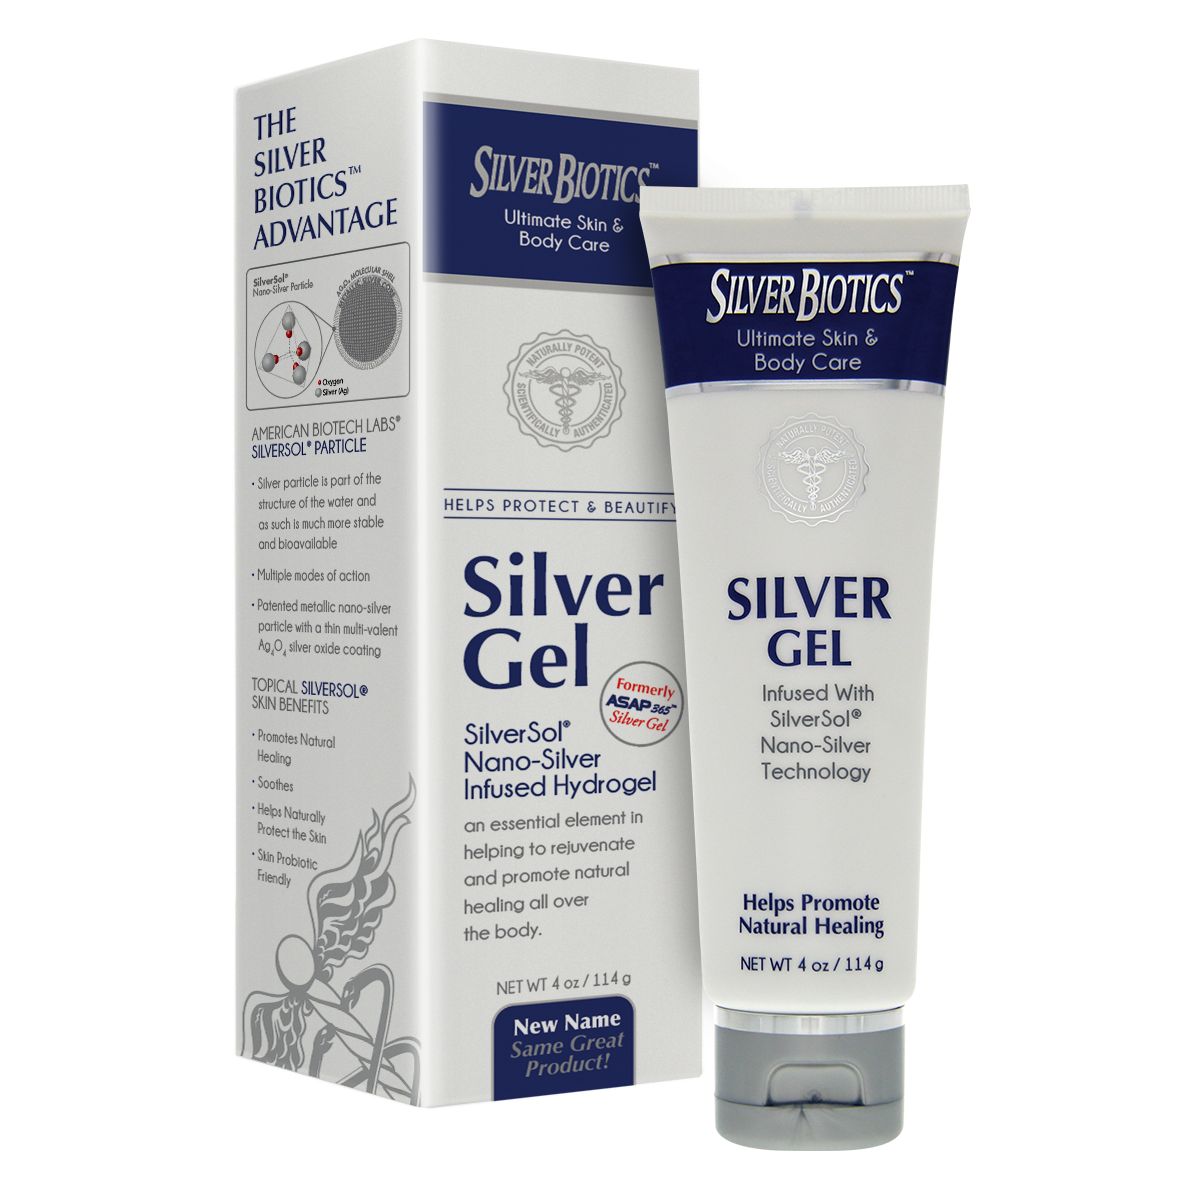 THE
SILVER
BIOTICS™
ADVANTAGE
SilverSol®
Nano-Silver Particle
Ag₄O₄ MOLECULAR SHELL
METALLIC SILVER CORE
Oxygen
Silver (Ag)
AMERICAN BIOTECH LABS®
SILVERSOL® PARTICLE
• Silver particle is part of the
structure of the water and
as such is much more stable
and bioavailable
• Multiple modes of action
• Patented metallic nano-silver
particle with a thin multi-valent
Ag₄O₄ silver oxide coating
TOPICAL SILVERSOL®
SKIN BENEFITS
• Promotes Natural
Healing
• Soothes
• Helps Naturally
Protect the Skin
• Skin Probiotic
Friendly
SILVER BIOTICS™
Ultimate Skin &
Body Care
NATURALLY POTENT
SCIENTIFICALLY AUTHENTICATED
HELPS PROTECT & BEAUTIFY
Silver
Gel
Formerly
ASAP 365™
Silver Gel
SilverSol®
Nano-Silver
Infused Hydrogel
an essential element in
helping to rejuvenate
and promote natural
healing all over
the body.
NET WT 4 oz / 114 g
New Name
Same Great
Product!
SILVER BIOTICS™
Ultimate Skin &
Body Care
NATURALLY POTENT
SCIENTIFICALLY AUTHENTICATED
SILVER
GEL
Infused With
SilverSol®
Nano-Silver
Technology
Helps Promote
Natural Healing
NET WT 4 oz / 114 g